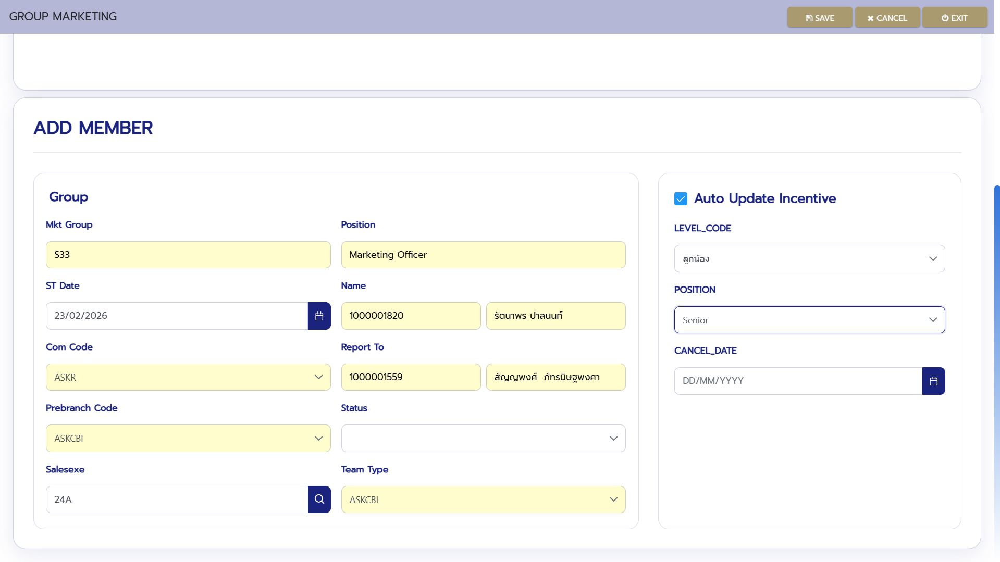 GROUP MARKETING
SAVE
CANCEL
EXIT
ADD MEMBER
Group
Mkt Group
Position
S33
Marketing Officer
ST Date
Name
23/02/2026
1000001820
รัตนาพร ปาลนนท์
Com Code
Report To
ASKR
1000001559
สัญญพงศ์ ภัทรนิษฐพงศา
Prebranch Code
Status
ASKCBI
Salesexe
Team Type
24A
ASKCBI
Auto Update Incentive
LEVEL_CODE
ลูกน้อง
POSITION
Senior
CANCEL_DATE
DD/MM/YYYY